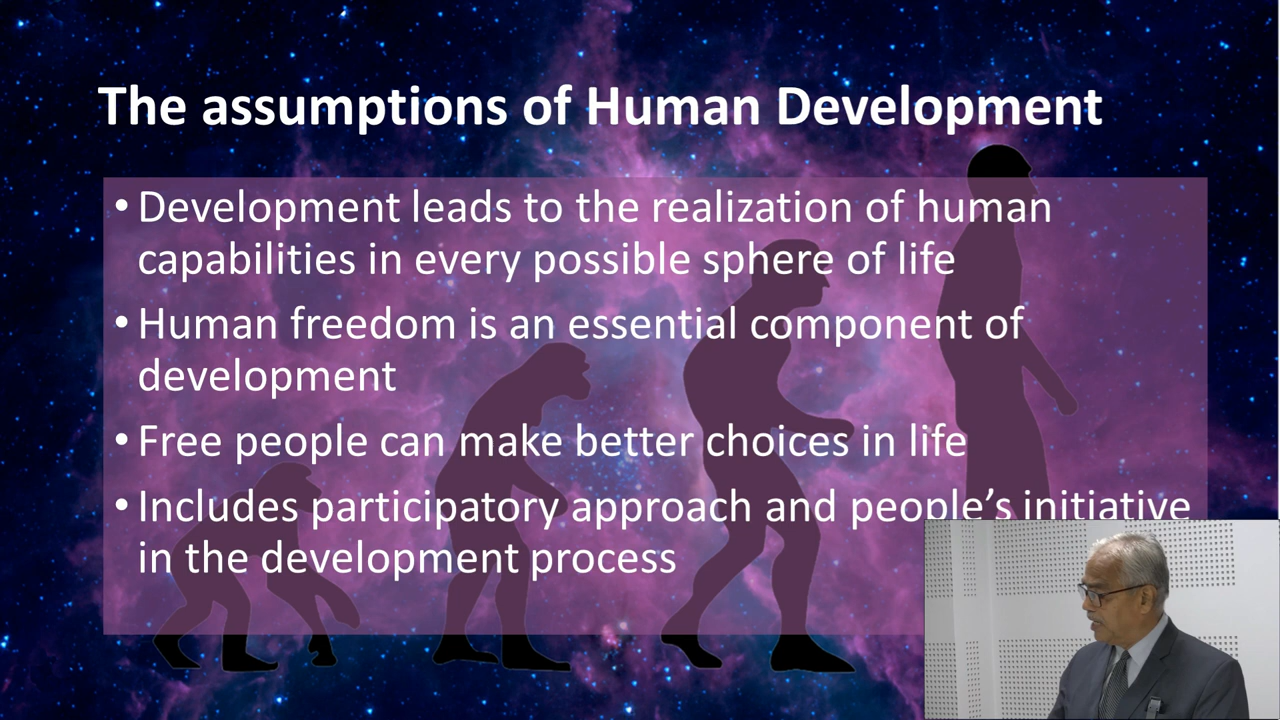 The assumptions of Human Development
• Development leads to the realization of human
capabilities in every possible sphere of life
• Human freedom is an essential component of
development
• Free people can make better choices in life
• Includes participatory approach and people’s initiative
in the development process